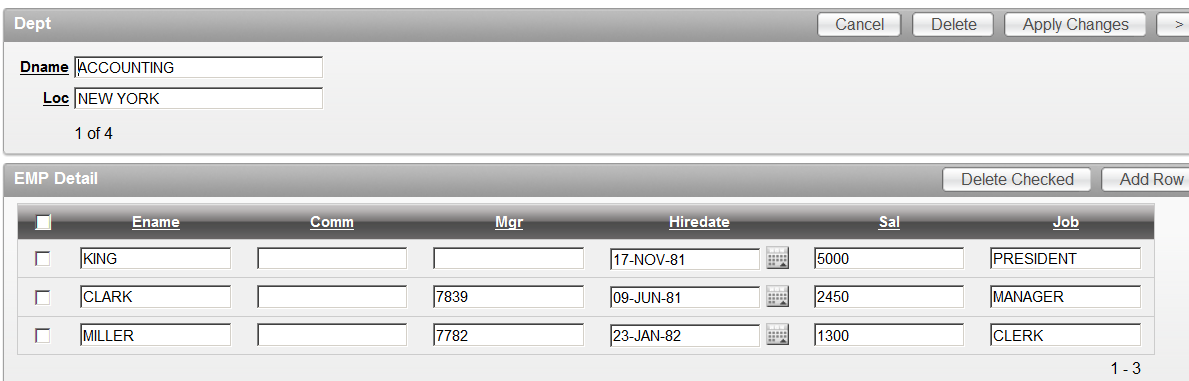 Dept Cancel Delete Apply Changes >
Dname ACCOUNTING
Loc NEW YORK
1 of 4
EMP Detail Delete Checked Add Row
Ename Comm Mgr Hiredate Sal Job
KING 17-NOV-81 5000 PRESIDENT
CLARK 7839 09-JUN-81 2450 MANAGER
MILLER 7782 23-JAN-82 1300 CLERK
1 - 3